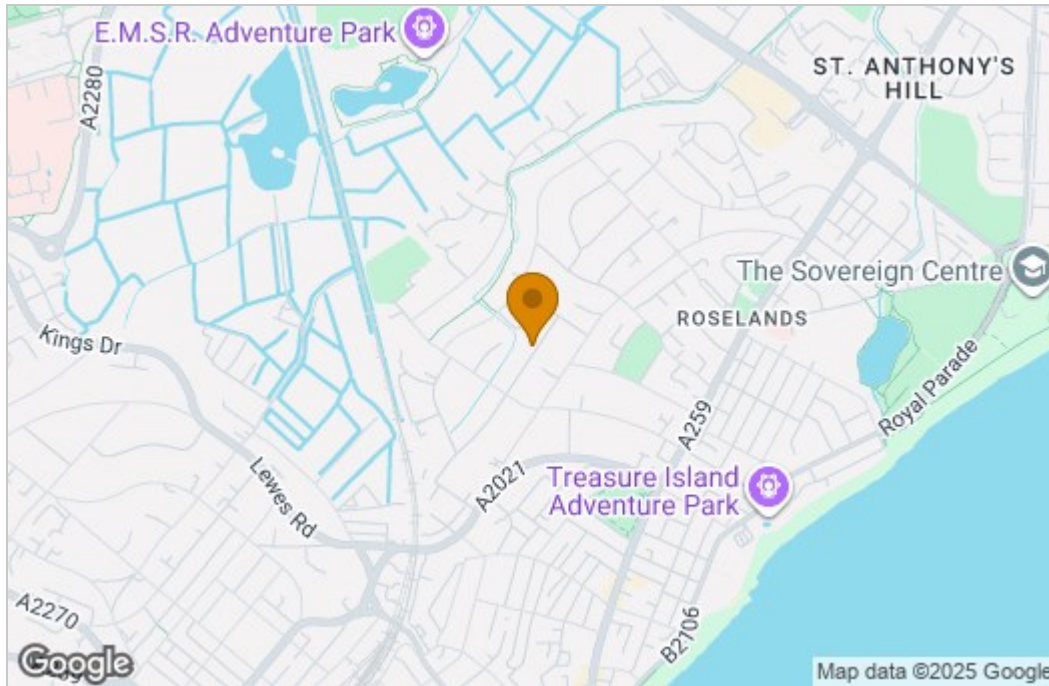 E.M.S.R. Adventure Park
A2280
ST. ANTHONY'S
HILL
The Sovereign Centre
ROSELANDS
Kings Dr
Royal Parade
A259
Lewes Rd
A2021
Treasure Island
Adventure Park
A2270
B2106
Google
Map data ©2025 Google